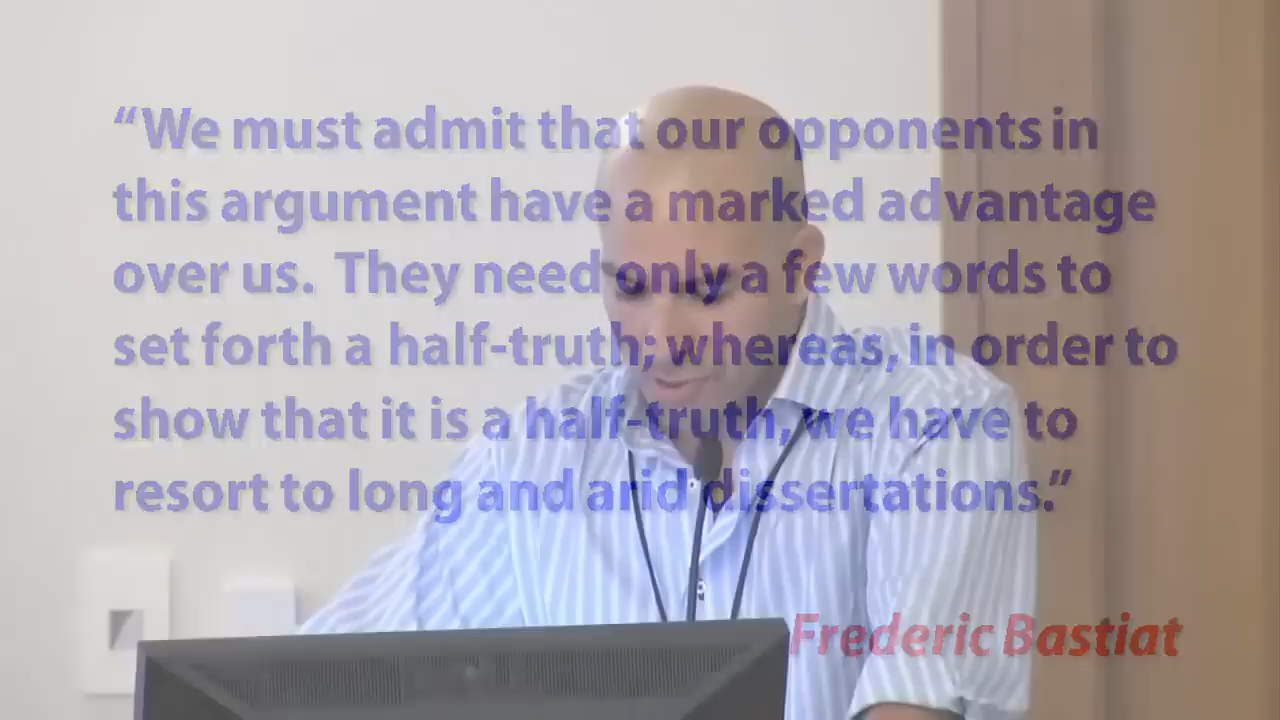 “We must admit that our opponents in
this argument have a marked advantage
over us.  They need only a few words to
set forth a half-truth; whereas, in order to
show that it is a half-truth, we have to
resort to long and arid dissertations.”
Frederic Bastiat